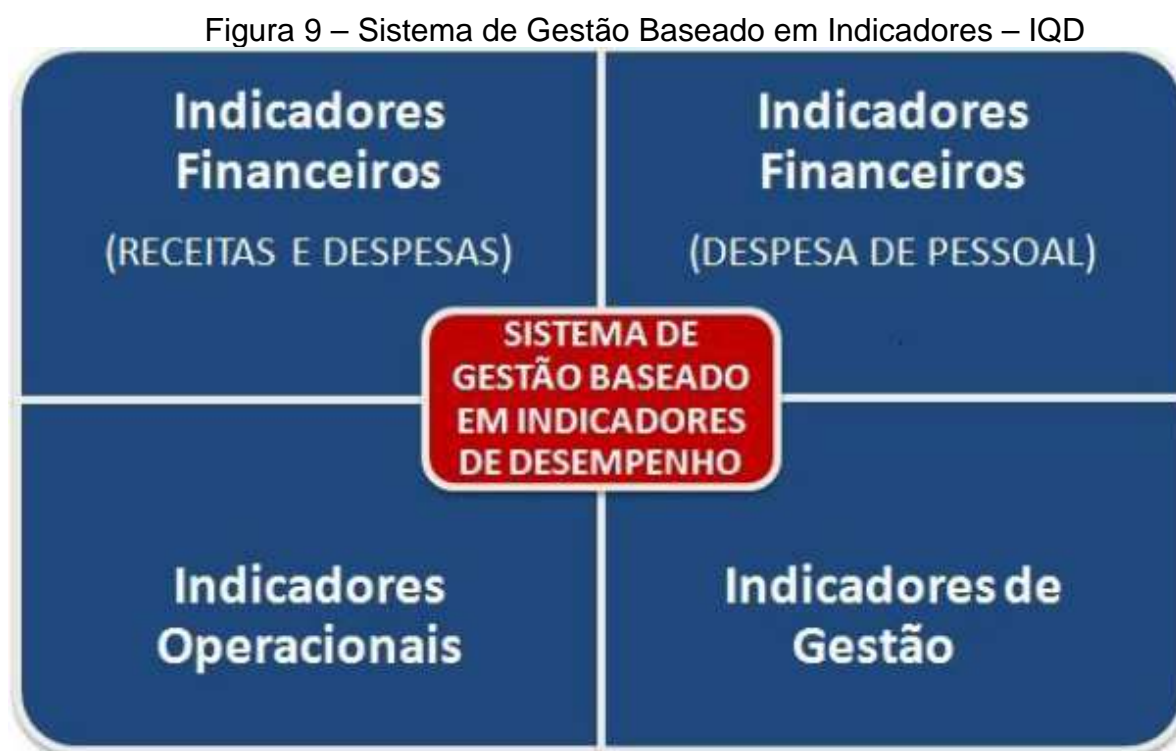 Figura 9 – Sistema de Gestão Baseado em Indicadores – IQD
Indicadores
Financeiros
(RECEITAS E DESPESAS)
Indicadores
Financeiros
(DESPESA DE PESSOAL)
SISTEMA DE
GESTÃO BASEADO
EM INDICADORES
DE DESEMPENHO
Indicadores
Operacionais
Indicadores de
Gestão